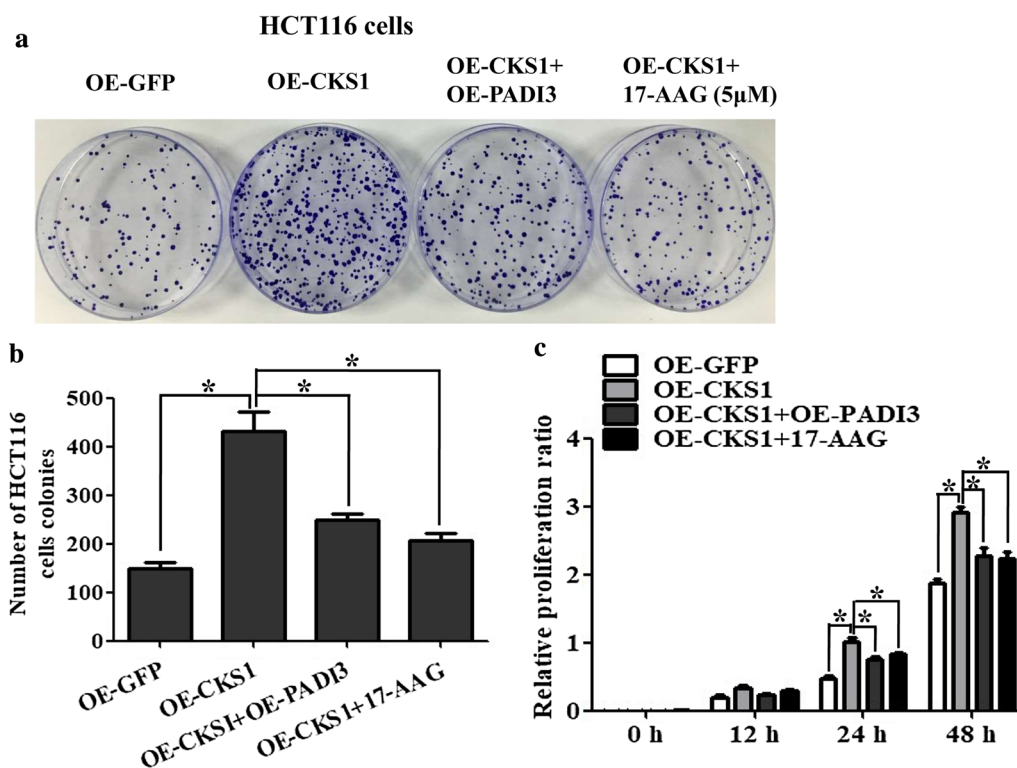 a
HCT116 cells
OE-GFP
OE-CKS1
OE-CKS1+
OE-PADI3
OE-CKS1+
17-AAG (5μM)
b
Number of HCT116
cells colonies
500
400
300
200
100
0
*
*
*
OE-GFP
OE-CKS1
OE-CKSI+OE-PADI3
OE-CKS1+17-AAG
c
OE-GFP
OE-CKS1
OE-CKS1+OE-PADI3
OE-CKS1+17-AAG
Relative proliferation ratio
4
3
2
1
0
*
*
*
*
*
*
0 h
12 h
24 h
48 h